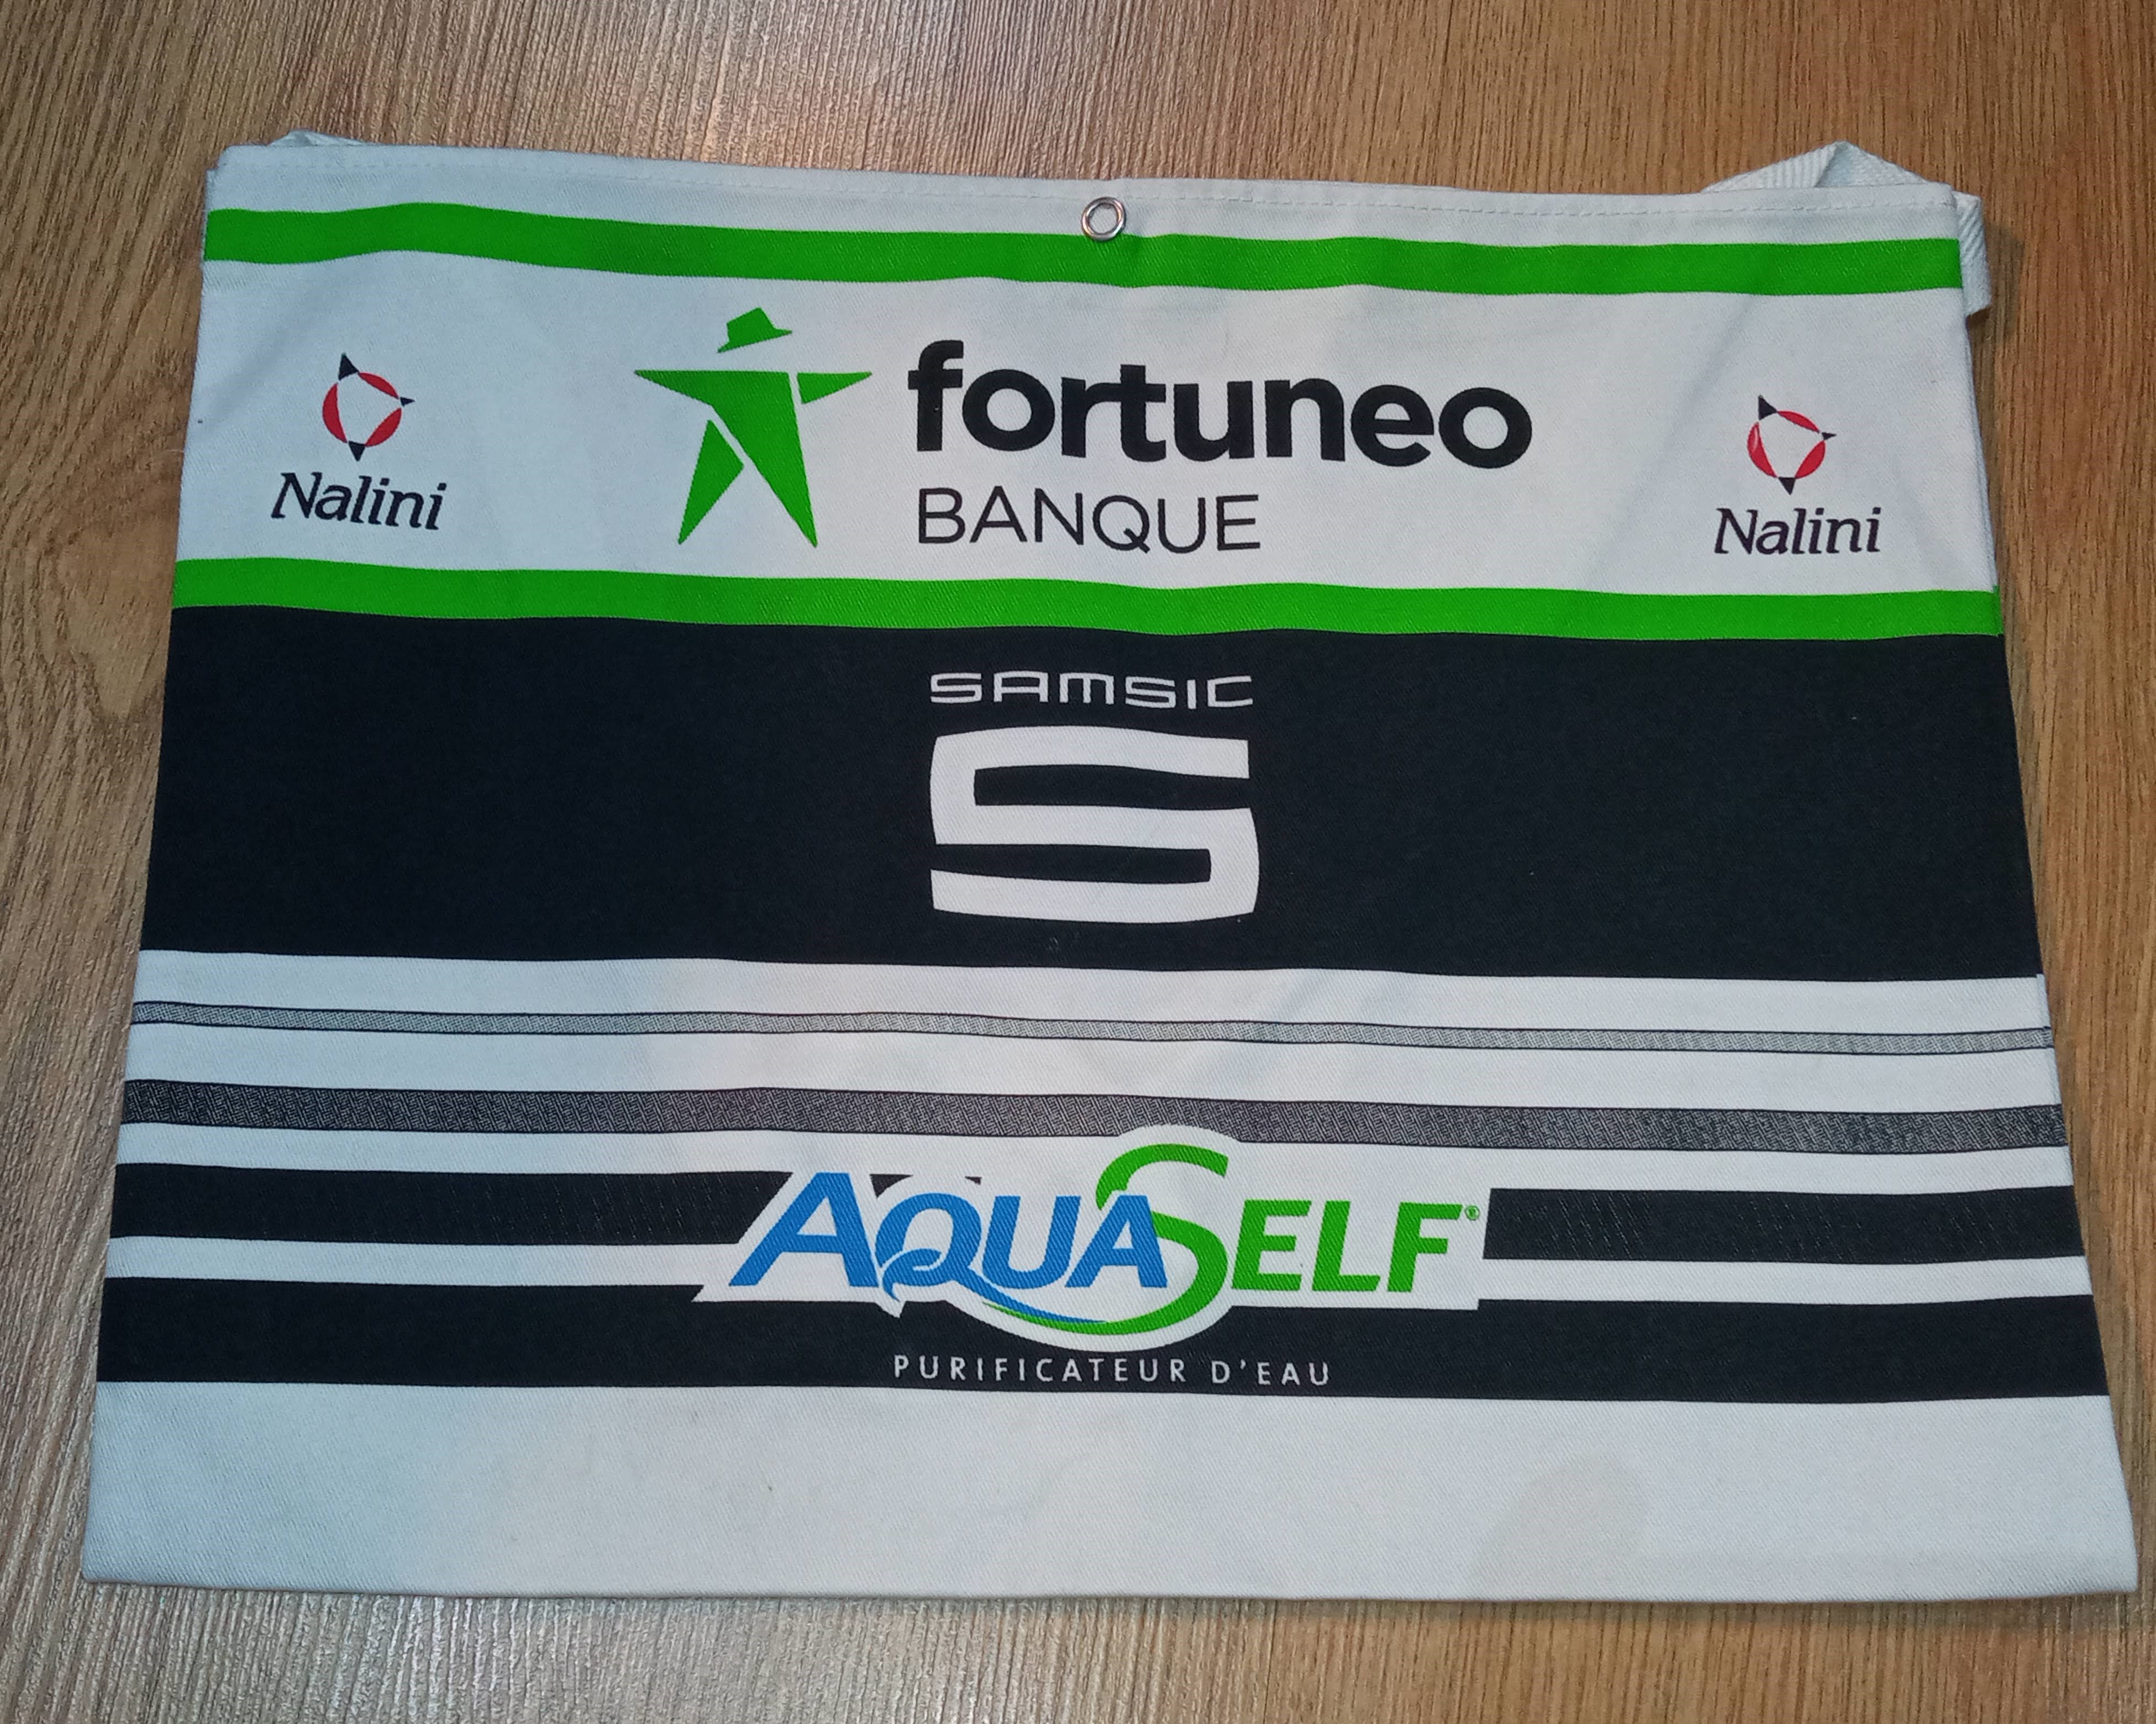 fortuneo
BANQUE
Nalini
Nalini
SAMSIC
S
AQUASELF®
PURIFICATEUR D'EAU